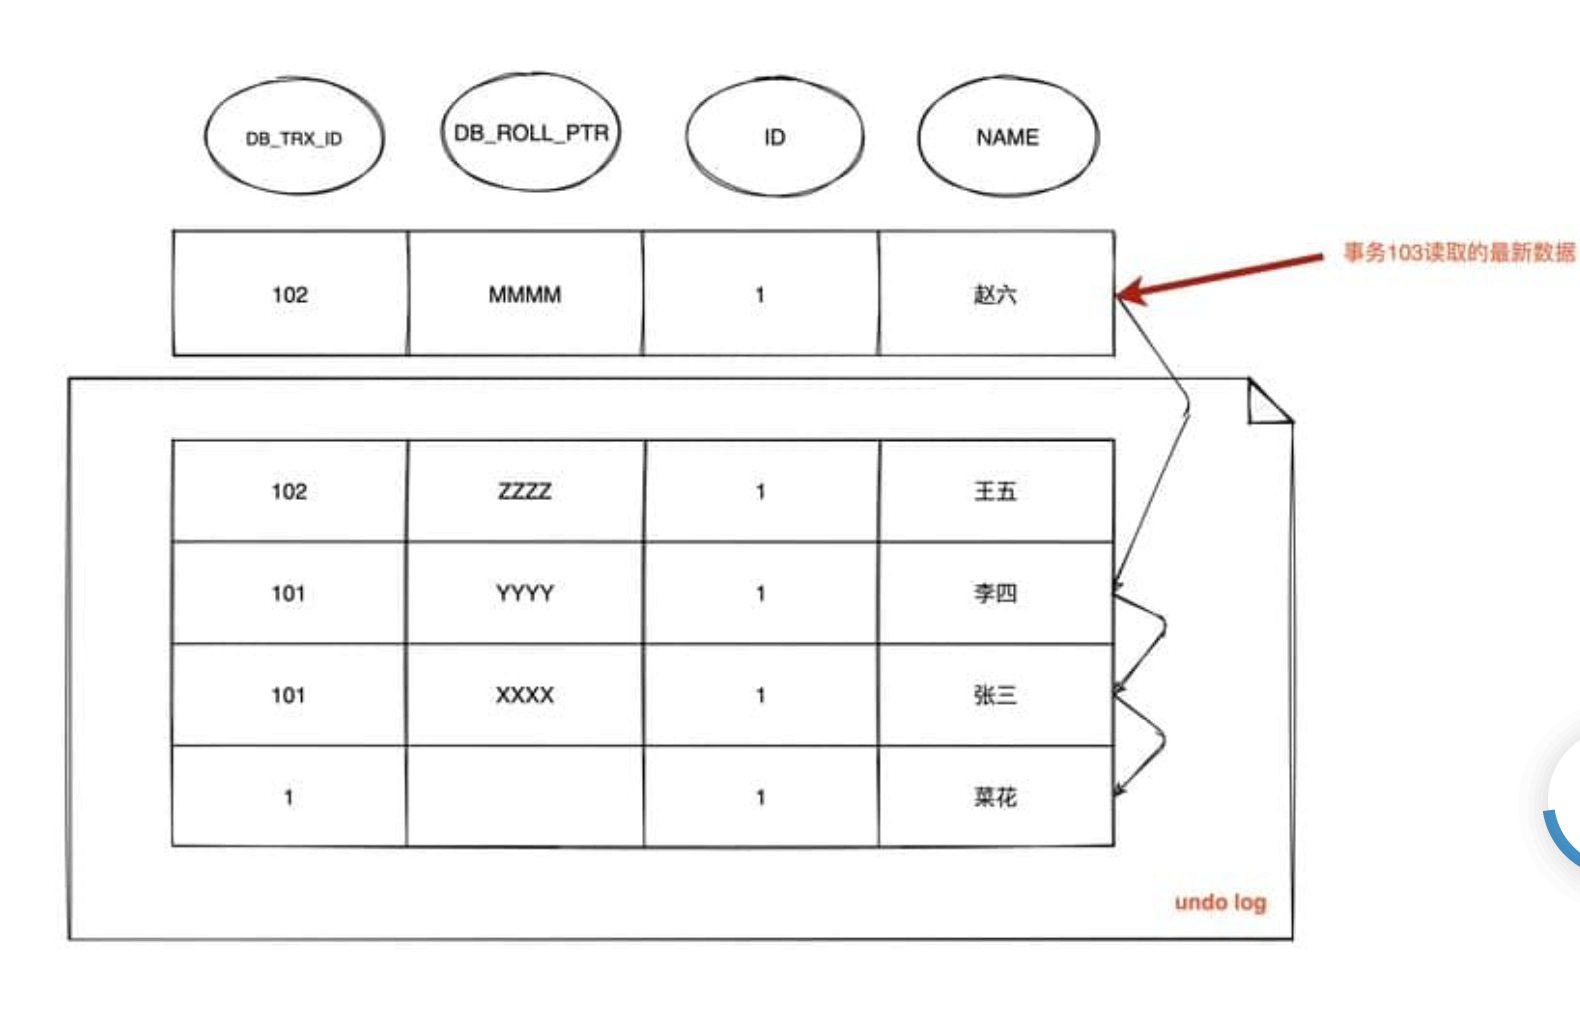 DB_TRX_ID DB_ROLL_PTR ID NAME
事务103读取的最新数据
102 MMMM 1 赵六
102 ZZZZ 1 王五
101 YYYY 1 李四
101 XXXX 1 张三
1 1 菜花
undo log